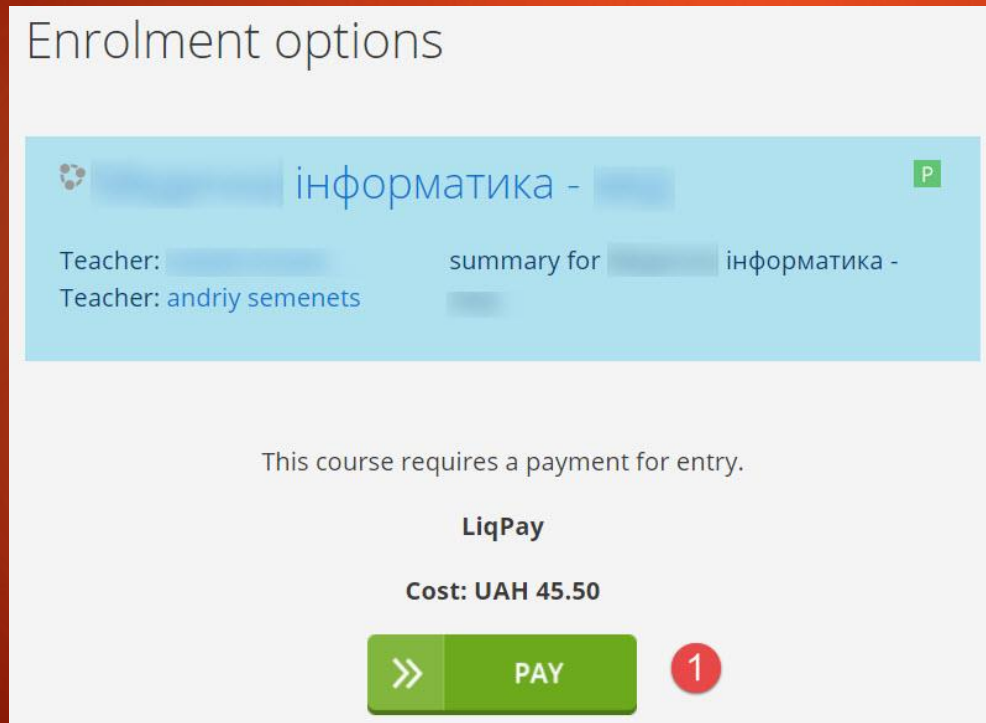 Enrolment options
інформатика -
P
Teacher:
summary for інформатика -
Teacher: andriy semenets
This course requires a payment for entry.
LiqPay
Cost: UAH 45.50
PAY
1